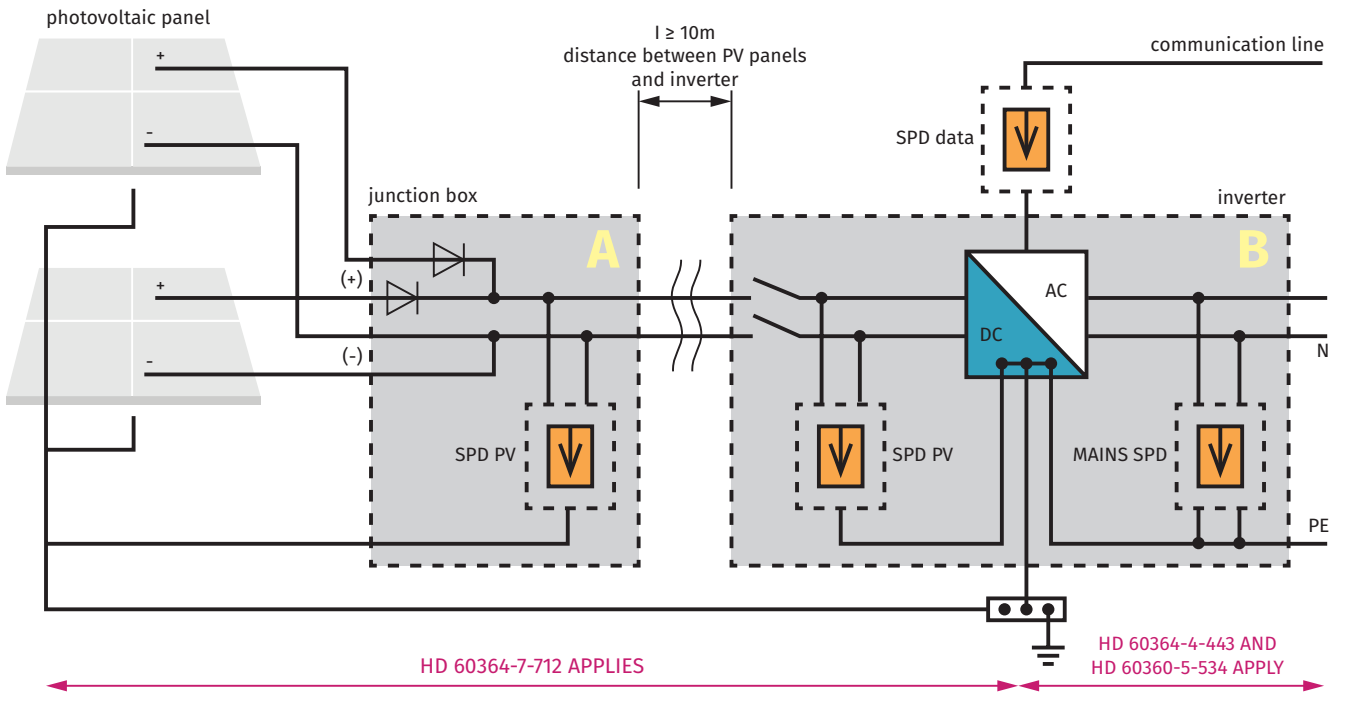 photovoltaic panel
+
-
I ≥ 10m
distance between PV panels
and inverter
communication line
SPD data
junction box
inverter
A
B
+
(+)
-
(-)
AC
DC
N
SPD PV
SPD PV
MAINS SPD
PE
HD 60364-7-712 APPLIES
HD 60364-4-443 AND
HD 60360-5-534 APPLY